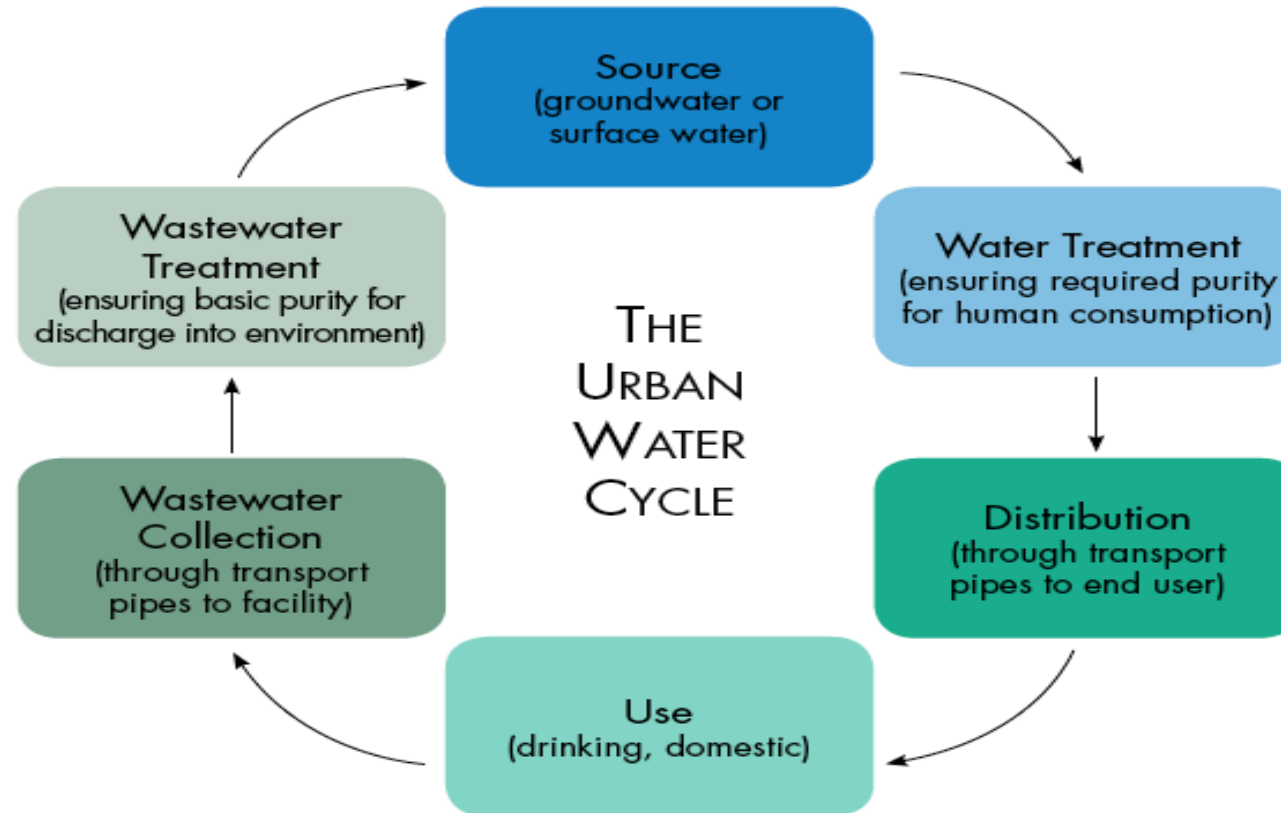 Source
(groundwater or
surface water)
Water Treatment
(ensuring required purity
for human consumption)
Distribution
(through transport
pipes to end user)
Use
(drinking, domestic)
Wastewater
Collection
(through transport
pipes to facility)
Wastewater
Treatment
(ensuring basic purity for
discharge into environment)
THE
URBAN
WATER
CYCLE